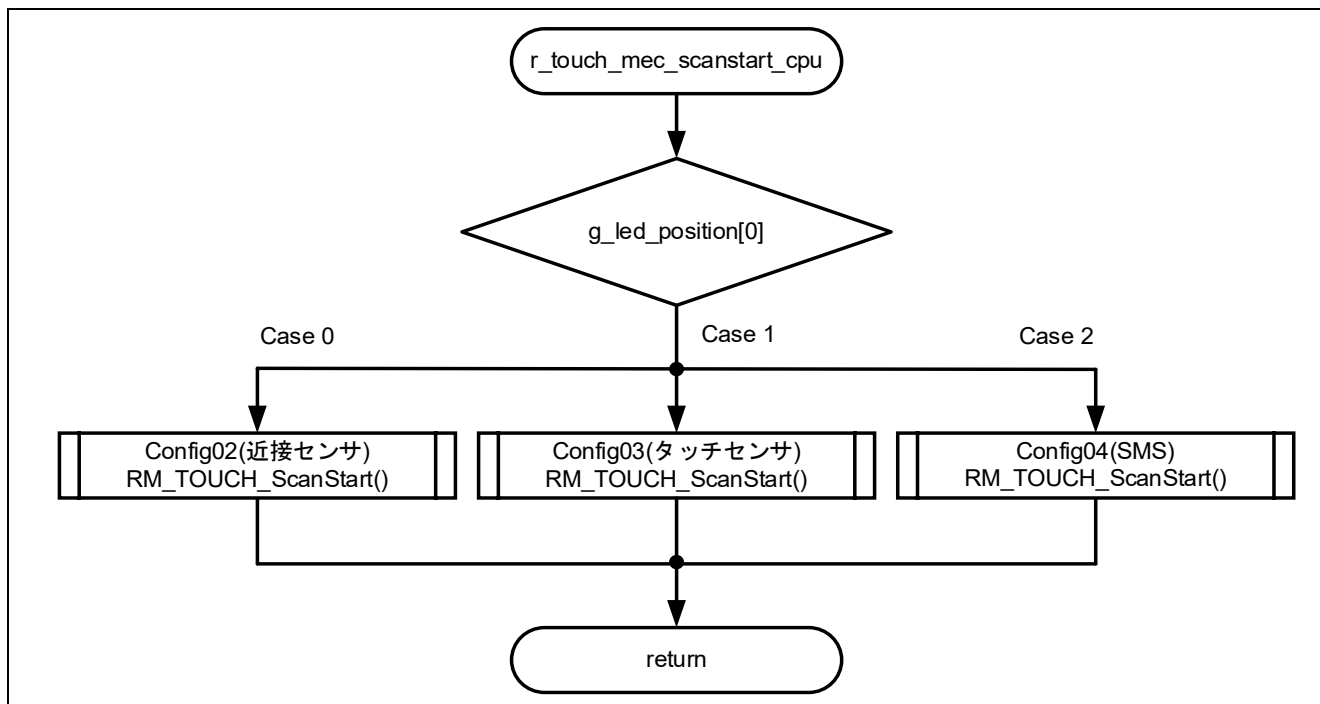 r_touch_mec_scanstart_cpu
g_led_position[0]
Case 0
Case 1
Case 2
Config02(近接センサ)
RM_TOUCH_ScanStart()
Config03(タッチセンサ)
RM_TOUCH_ScanStart()
Config04(SMS)
RM_TOUCH_ScanStart()
return